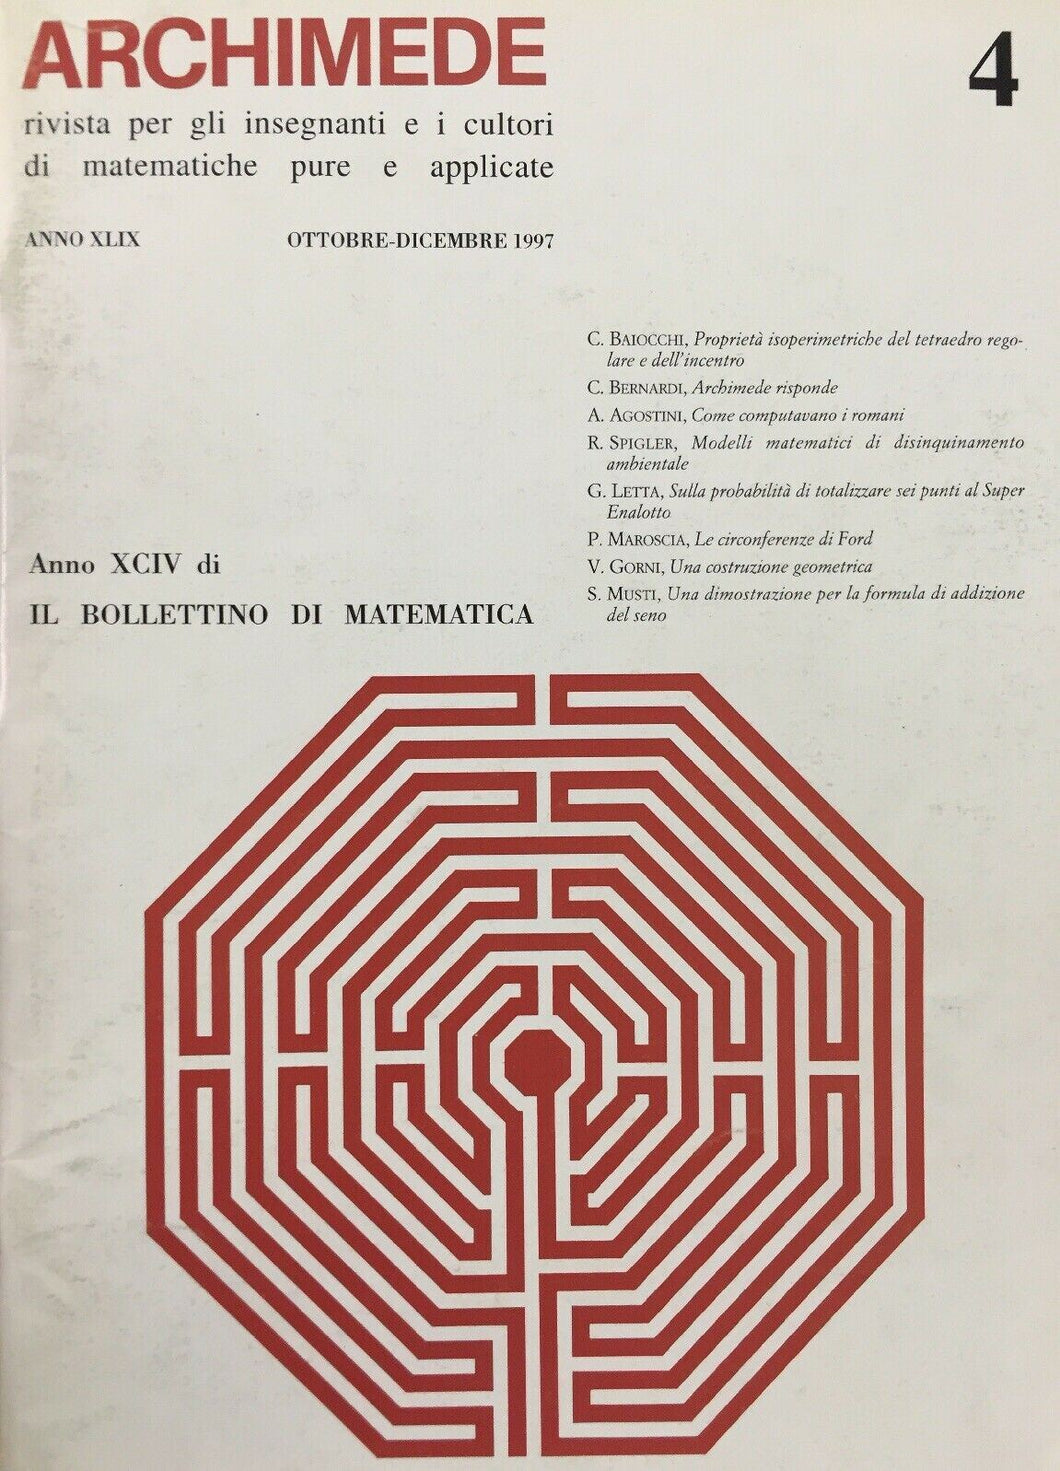 ARCHIMEDE
4
rivista per gli insegnanti e i cultori
di matematiche pure e applicate
ANNO XLIX
OTTOBRE-DICEMBRE 1997
C. BAIOCCHI, Proprietà isoperimetriche del tetraedro rego-
lare e dell'incentro
C. BERNARDI, Archimede risponde
A. AGOSTINI, Come computavano i romani
R. SPIGLER, Modelli matematici di disinquinamento
ambientale
G. LETTA, Sulla probabilità di totalizzare sei punti al Super
Enalotto
P. MAROSCIA, Le circonferenze di Ford
V. GORNI, Una costruzione geometrica
S. MUSTI, Una dimostrazione per la formula di addizione
del seno
Anno XCIV di
IL BOLLETTINO DI MATEMATICA